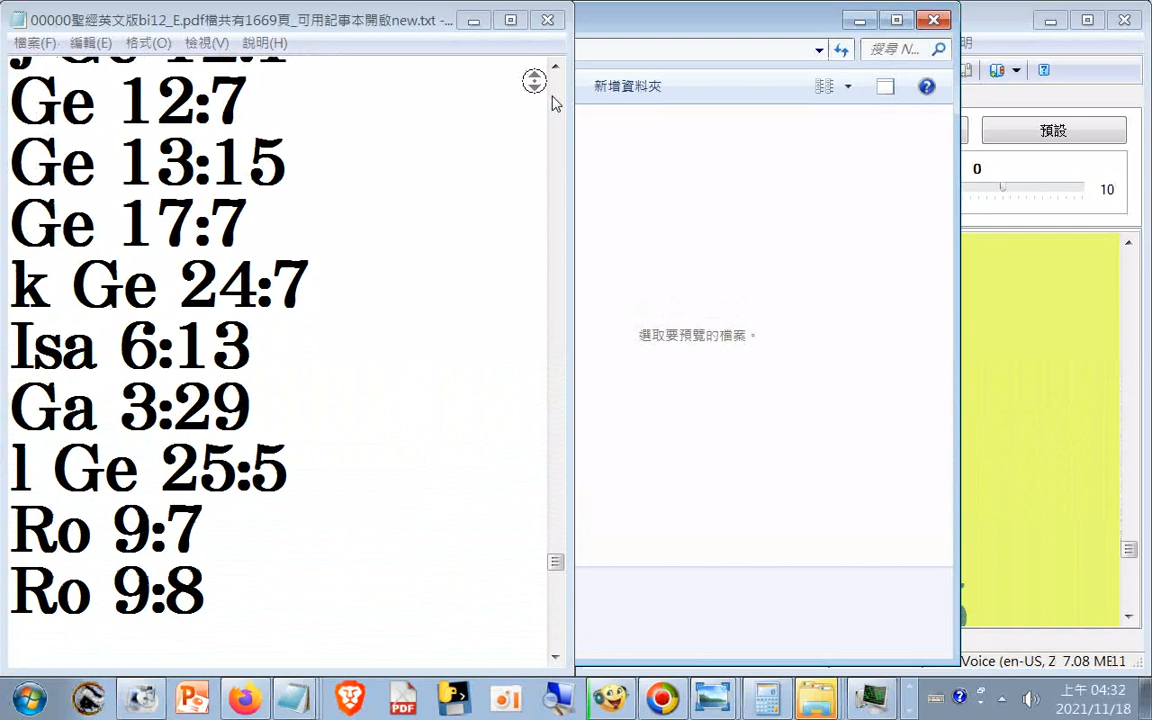 00000聖經英文版bi12_E.pdf檔共有1669頁_可用記事本開啟new.txt -...
檔案(F) 編輯(E) 格式(O) 檢視(V) 說明(H)
Ge 12:7
Ge 13:15
Ge 17:7
k Ge 24:7
Isa 6:13
Ga 3:29
l Ge 25:5
Ro 9:7
Ro 9:8
搜尋 N...
新增資料夾
選取要預覽的檔案。
明
預設
0
10
Voice (en-US, Z 7.08 ME11
PDF
上午 04:32
2021/11/18